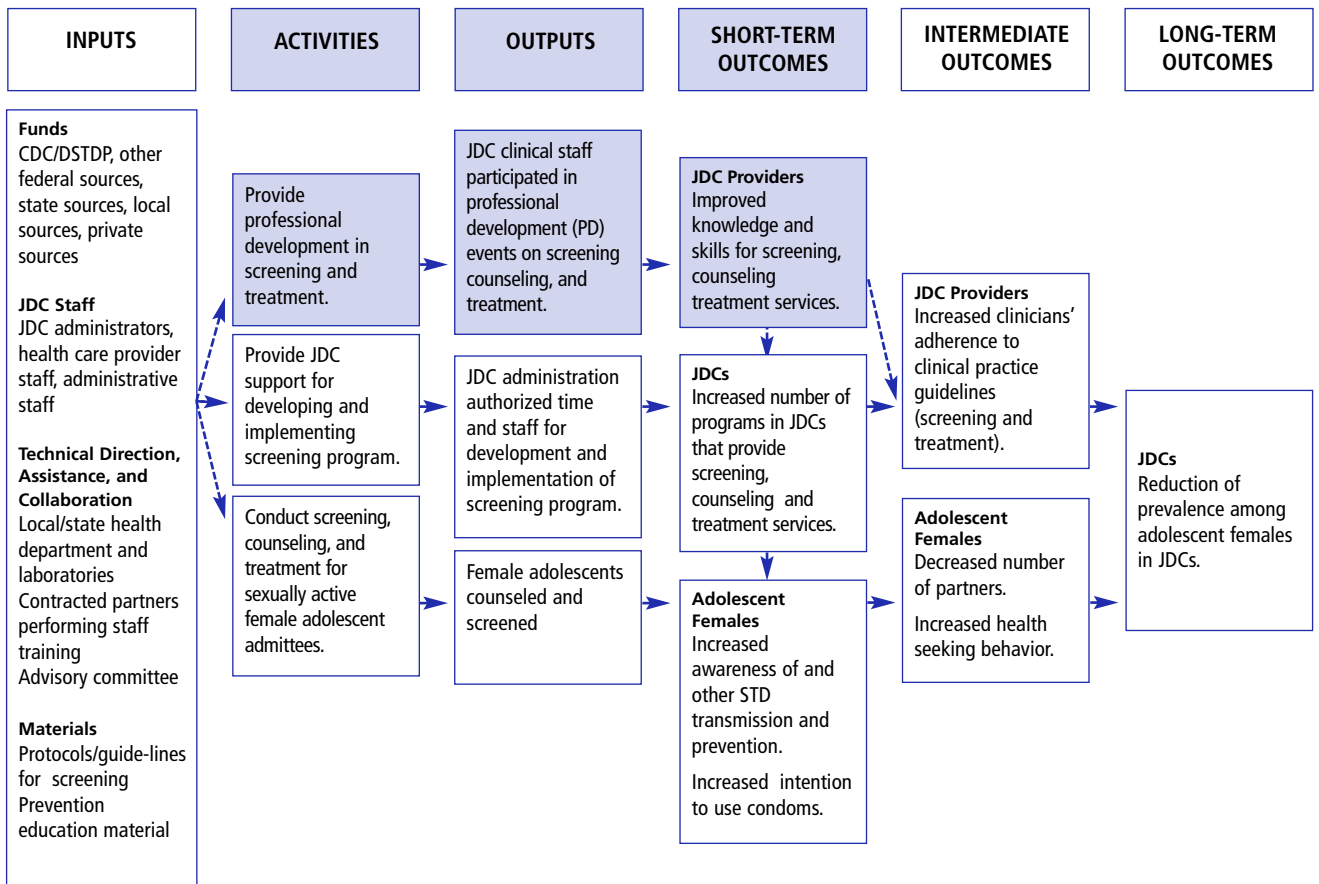 INPUTS
ACTIVITIES
OUTPUTS
SHORT-TERM
OUTCOMES
INTERMEDIATE
OUTCOMES
LONG-TERM
OUTCOMES
Funds
CDC/DSTDP, other
federal sources,
state sources, local
sources, private
sources
JDC Staff
JDC administrators,
health care provider
staff, administrative
staff
Technical Direction,
Assistance, and
Collaboration
Local/state health
department and
laboratories
Contracted partners
performing staff
training
Advisory committee
Materials
Protocols/guide-lines
for screening
Prevention
education material
Provide
professional
development in
screening and
treatment.
Provide JDC
support for
developing and
implementing
screening program.
Conduct screening,
counseling, and
treatment for
sexually active
female adolescent
admittees.
JDC clinical staff
participated in
professional
development (PD)
events on screening
counseling, and
treatment.
JDC administration
authorized time
and staff for
development and
implementation of
screening program.
Female adolescents
counseled and
screened
JDC Providers
Improved
knowledge and
skills for screening,
counseling
treatment services.
JDCs
Increased number of
programs in JDCs
that provide
screening,
counseling and
treatment services.
Adolescent
Females
Increased
awareness of and
other STD
transmission and
prevention.
Increased intention
to use condoms.
JDC Providers
Increased clinicians’
adherence to
clinical practice
guidelines
(screening and
treatment).
Adolescent
Females
Decreased number
of partners.
Increased health
seeking behavior.
JDCs
Reduction of
prevalence among
adolescent females
in JDCs.